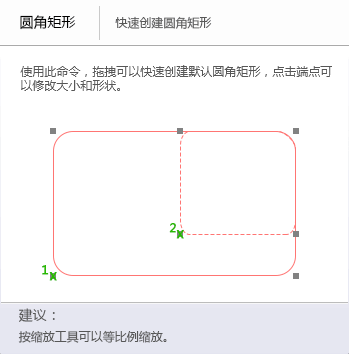 圆角矩形
快速创建圆角矩形
使用此命令，拖拽可以快速创建默认圆角矩形，点击端点可
以修改大小和形状。
2
1
建议：
按缩放工具可以等比例缩放。